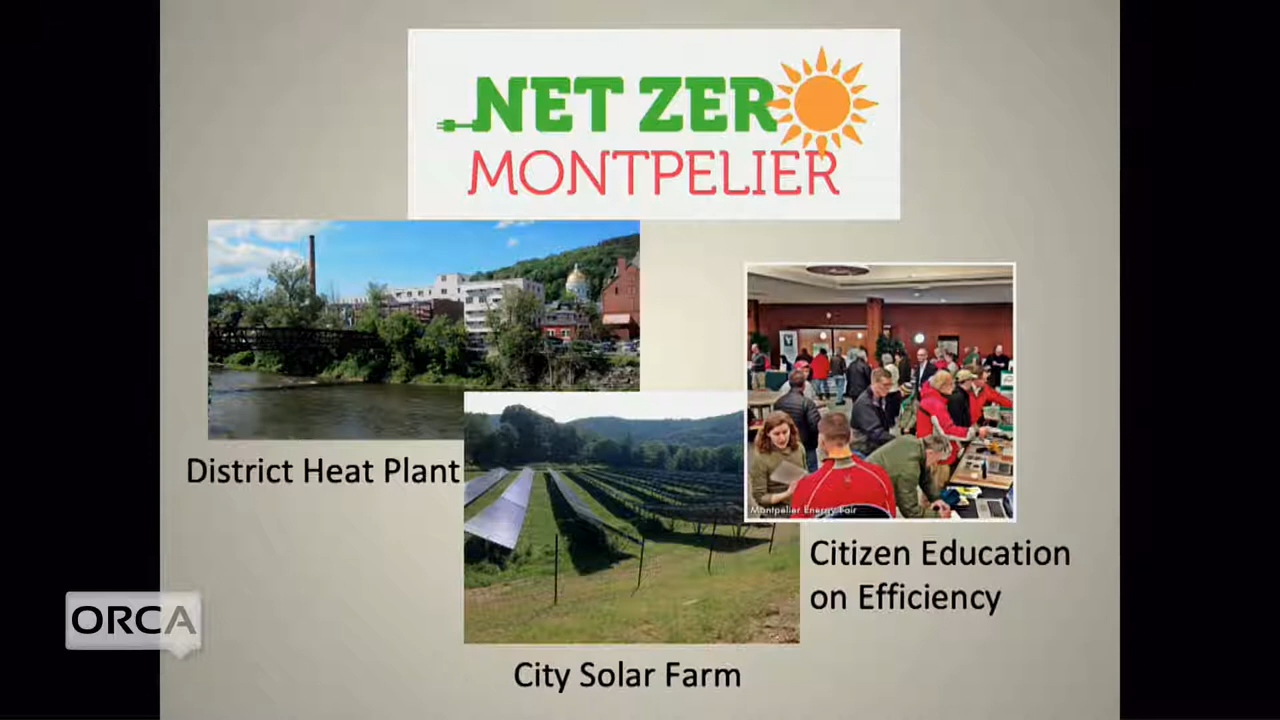 NET ZERO
MONTPELIER
District Heat Plant
Montpelier Energy Fair
Citizen Education
on Efficiency
ORCA
City Solar Farm